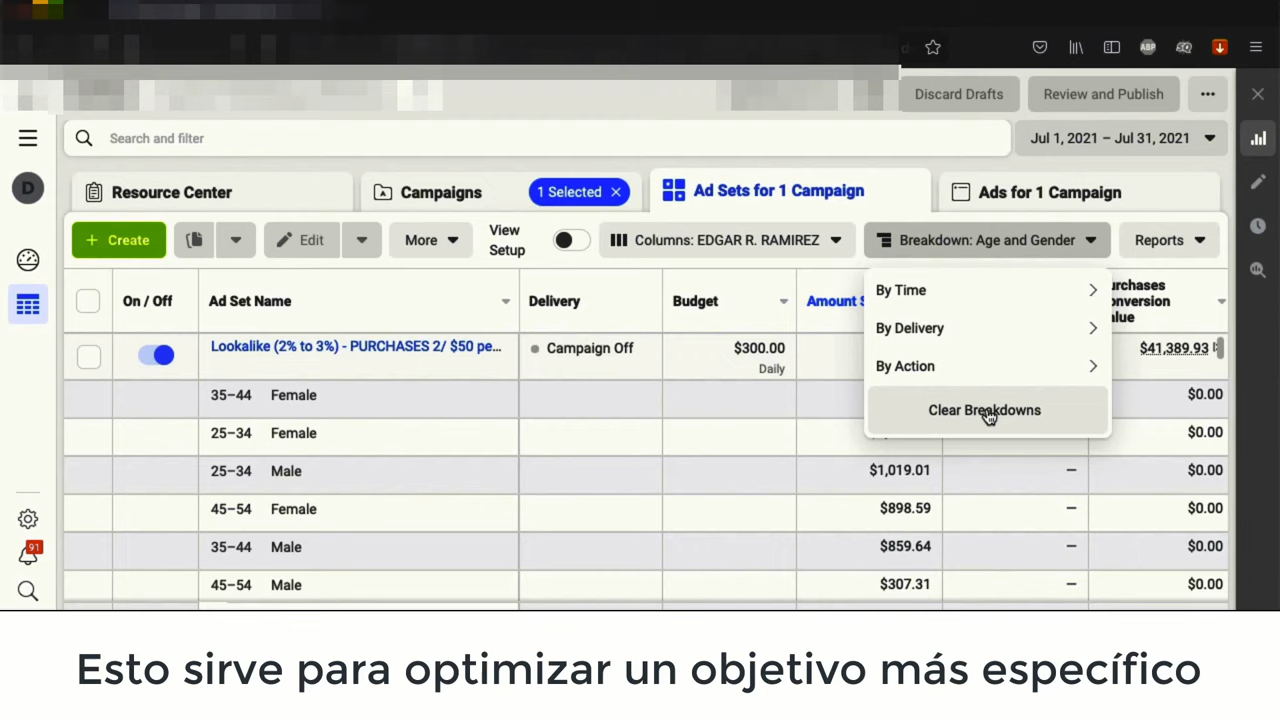 ABP
Discard Drafts
Review and Publish
Search and filter
Jul 1, 2021 – Jul 31, 2021
D
Resource Center
Campaigns
1 Selected
Ad Sets for 1 Campaign
Ads for 1 Campaign
+ Create
Edit
More
View
Setup
Columns: EDGAR R. RAMIREZ
Breakdown: Age and Gender
Reports
On / Off
Ad Set Name
Delivery
Budget
Amount
By Time
By Delivery
By Action
Clear Breakdowns
Lookalike (2% to 3%) - PURCHASES 2/ $50 pe...
Campaign Off
$300.00
Daily
$41,389.93
35–44 Female
$0.00
25–34 Female
$0.00
25–34 Male
$1,019.01
—
$0.00
45–54 Female
$898.59
—
$0.00
35–44 Male
$859.64
—
$0.00
45–54 Male
$307.31
—
$0.00
91
Esto sirve para optimizar un objetivo más específico